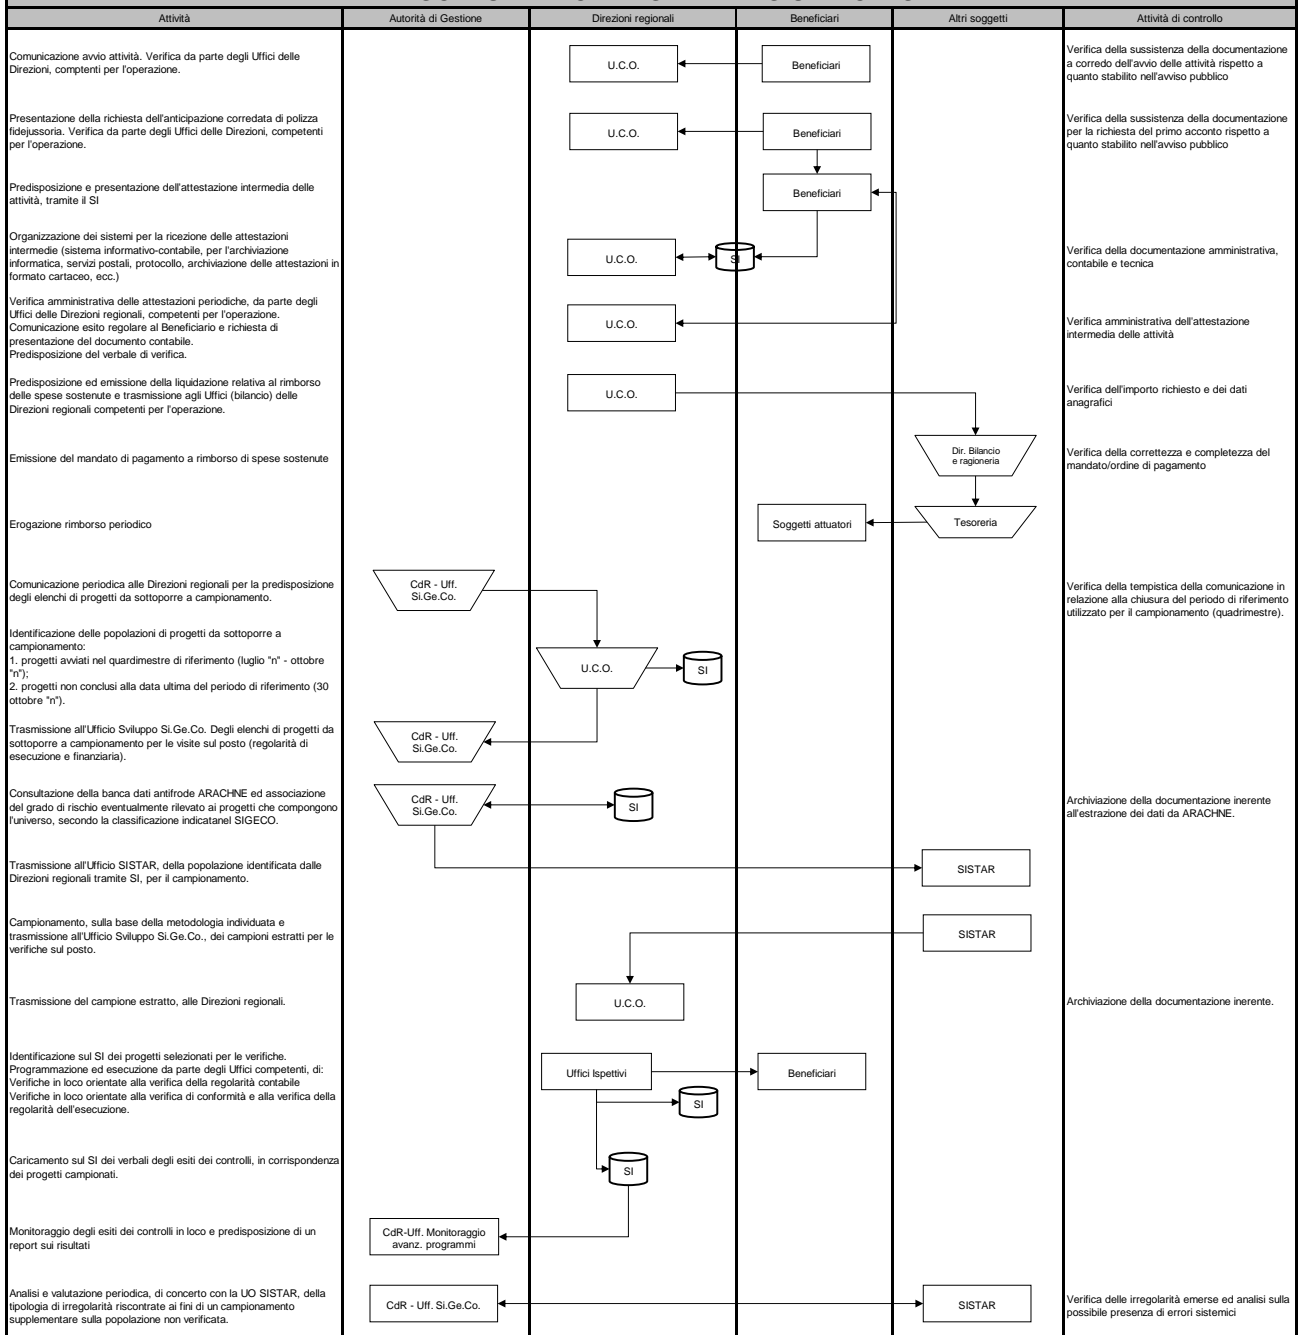 Attività
Autorità di Gestione
Direzioni regionali
Beneficiari
Altri soggetti
Attività di controllo
Comunicazione avvio attività. Verifica da parte degli Uffici delle
Direzioni, comptenti per l'operazione.
U.C.O.
Beneficiari
Verifica della sussistenza della documentazione
a corredo dell'avvio delle attività rispetto a
quanto stabilito nell'avviso pubblico
Presentazione della richiesta dell'anticipazione corredata di polizza
fidejussoria. Verifica da parte degli Uffici delle Direzioni, competenti
per l'operazione.
U.C.O.
Beneficiari
Verifica della sussistenza della documentazione
per la richiesta del primo acconto rispetto a
quanto stabilito nell'avviso pubblico
Predisposizione e presentazione dell'attestazione intermedia delle
attività, tramite il SI
Beneficiari
Organizzazione dei sistemi per la ricezione delle attestazioni
intermedie (sistema informativo-contabile, per l'archiviazione
informatica, servizi postali, protocollo, archiviazione delle attestazioni in
formato cartaceo, ecc.)
U.C.O.
SI
Verifica della documentazione amministrativa,
contabile e tecnica
Verifica amministrativa delle attestazioni periodiche, da parte degli
Uffici delle Direzioni regionali, competenti per l'operazione.
Comunicazione esito regolare al Beneficiario e richiesta di
presentazione del documento contabile.
Predisposizione del verbale di verifica.
U.C.O.
Verifica amministrativa dell'attestazione
intermedia delle attività
Predisposizione ed emissione della liquidazione relativa al rimborso
delle spese sostenute e trasmissione agli Uffici (bilancio) delle
Direzioni regionali competenti per l'operazione.
U.C.O.
Verifica dell'importo richiesto e dei dati
anagrafici
Emissione del mandato di pagamento a rimborso di spese sostenute
Dir. Bilancio
e ragioneria
Verifica della correttezza e completezza del
mandato/ordine di pagamento
Erogazione rimborso periodico
Soggetti attuatori
Tesoreria
Comunicazione periodica alle Direzioni regionali per la predisposizione
degli elenchi di progetti da sottoporre a campionamento.
CdR - Uff.
Si.Ge.Co.
Verifica della tempistica della comunicazione in
relazione alla chiusura del periodo di riferimento
utilizzato per il campionamento (quadrimestre).
Identificazione delle popolazioni di progetti da sottoporre a
campionamento:
1. progetti avviati nel quardimestre di riferimento (luglio "n" - ottobre
"n");
2. progetti non conclusi alla data ultima del periodo di riferimento (30
ottobre "n").
U.C.O.
SI
Trasmissione all'Ufficio Sviluppo Si.Ge.Co. Degli elenchi di progetti da
sottoporre a campionamento per le visite sul posto (regolarità di
esecuzione e finanziaria).
CdR - Uff.
Si.Ge.Co.
Consultazione della banca dati antifrode ARACHNE ed associazione
del grado di rischio eventualmente rilevato ai progetti che compongono
l'universo, secondo la classificazione indicatanel SIGECO.
CdR - Uff.
Si.Ge.Co.
SI
Archiviazione della documentazione inerente
all'estrazione dei dati da ARACHNE.
Trasmissione all'Ufficio SISTAR, della popolazione identificata dalle
Direzioni regionali tramite SI, per il campionamento.
SISTAR
Campionamento, sulla base della metodologia individuata e
trasmissione all'Ufficio Sviluppo Si.Ge.Co., dei campioni estratti per le
verifiche sul posto.
SISTAR
Trasmissione del campione estratto, alle Direzioni regionali.
U.C.O.
Archiviazione della documentazione inerente.
Identificazione sul SI dei progetti selezionati per le verifiche.
Programmazione ed esecuzione da parte degli Uffici competenti, di:
Verifiche in loco orientate alla verifica della regolarità contabile
Verifiche in loco orientate alla verifica di conformità e alla verifica della
regolarità dell'esecuzione.
Uffici Ispettivi
Beneficiari
SI
Caricamento sul SI dei verbali degli esiti dei controlli, in corrispondenza
dei progetti campionati.
SI
Monitoraggio degli esiti dei controlli in loco e predisposizione di un
report sui risultati
CdR-Uff. Monitoraggio
avanz. programmi
Analisi e valutazione periodica, di concerto con la UO SISTAR, della
tipologia di irregolarità riscontrate ai fini di un campionamento
supplementare sulla popolazione non verificata.
CdR - Uff. Si.Ge.Co.
SISTAR
Verifica delle irregolarità emerse ed analisi sulla
possibile presenza di errori sistemici